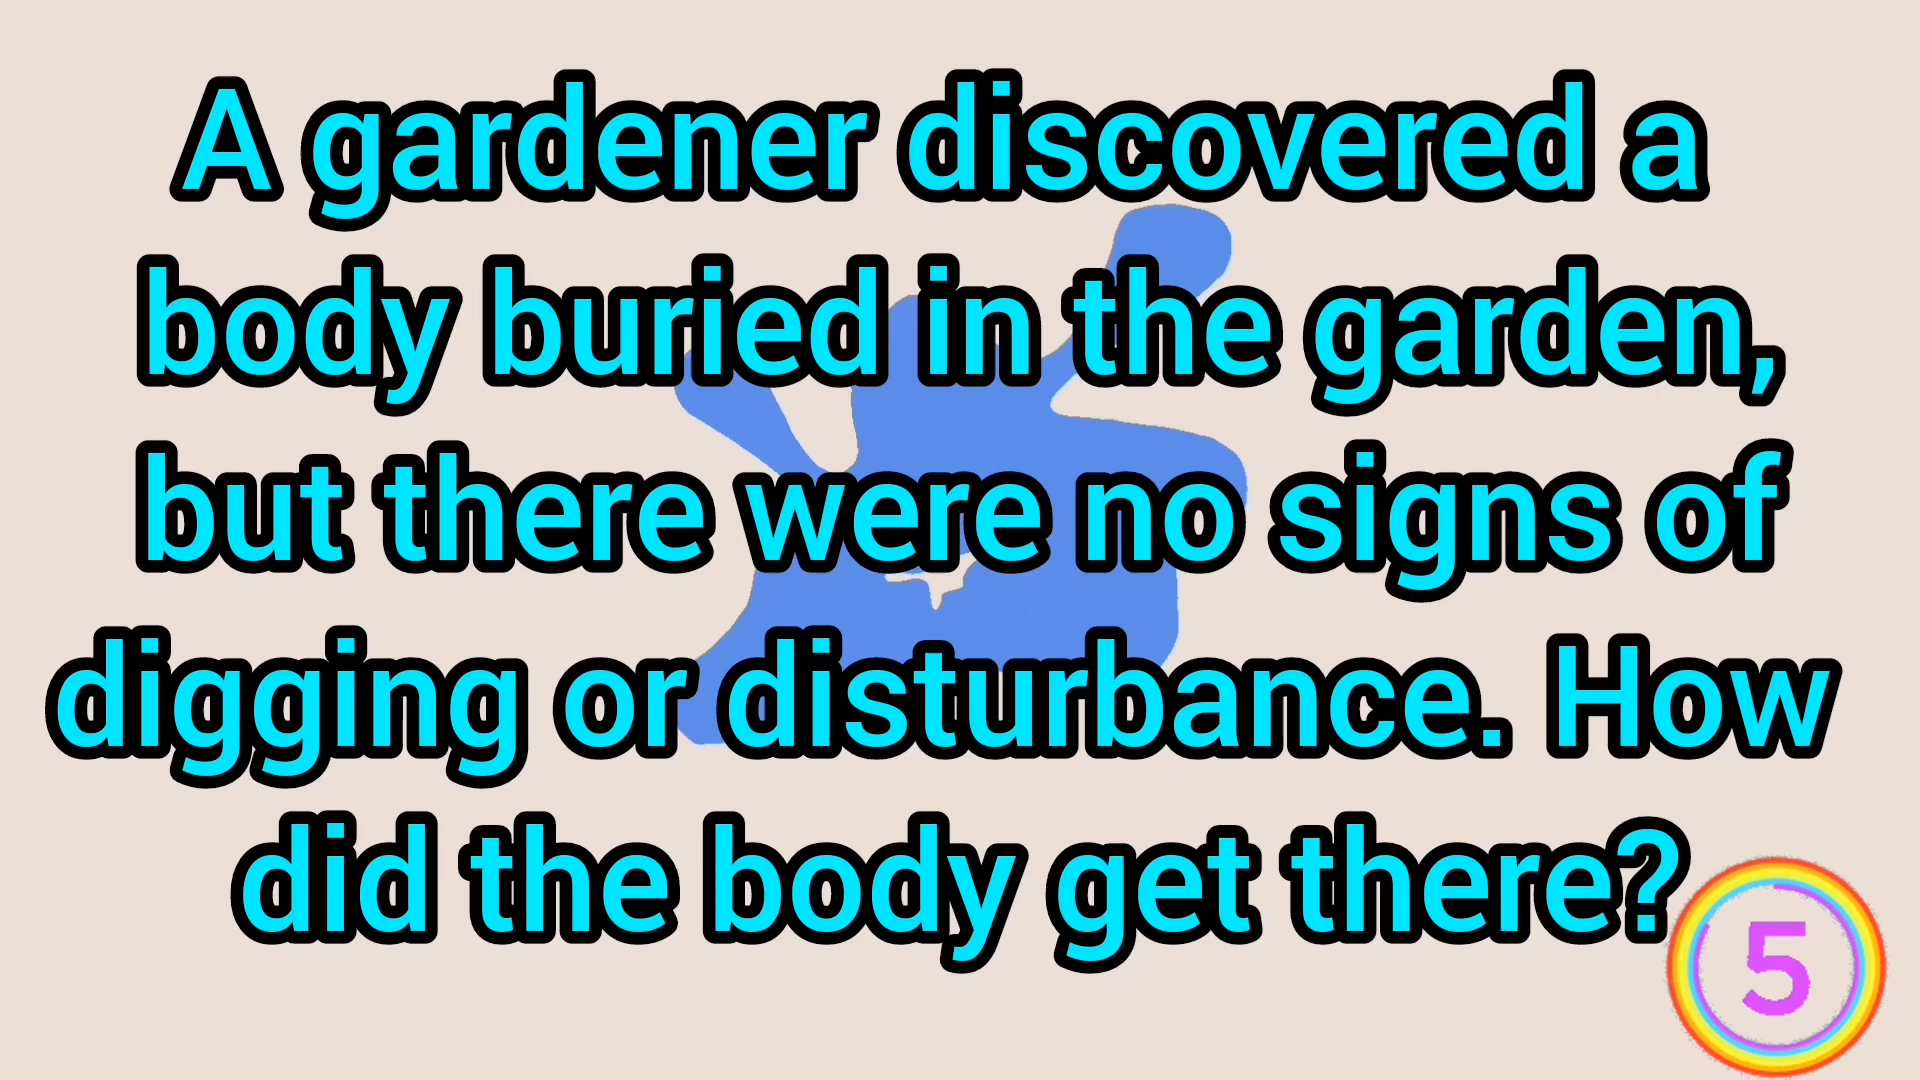 A gardener discovered a
body buried in the garden,
but there were no signs of
digging or disturbance. How
did the body get there?
5